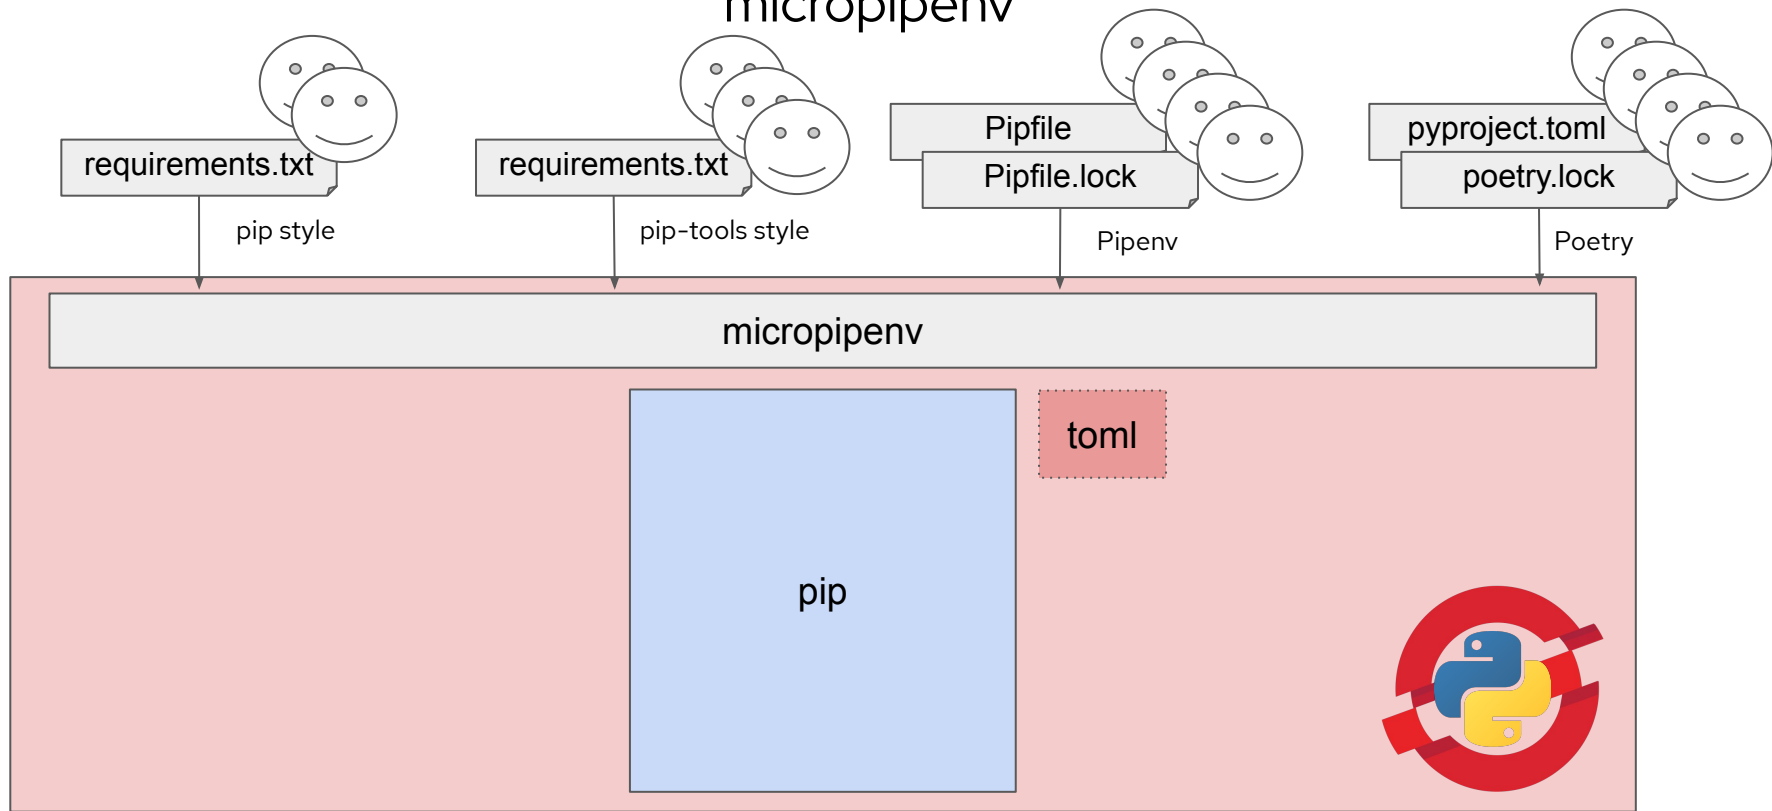 micropipenv
requirements.txt
requirements.txt
Pipfile
Pipfile.lock
pyproject.toml
poetry.lock
pip style
pip-tools style
Pipenv
Poetry
micropipenv
toml
pip